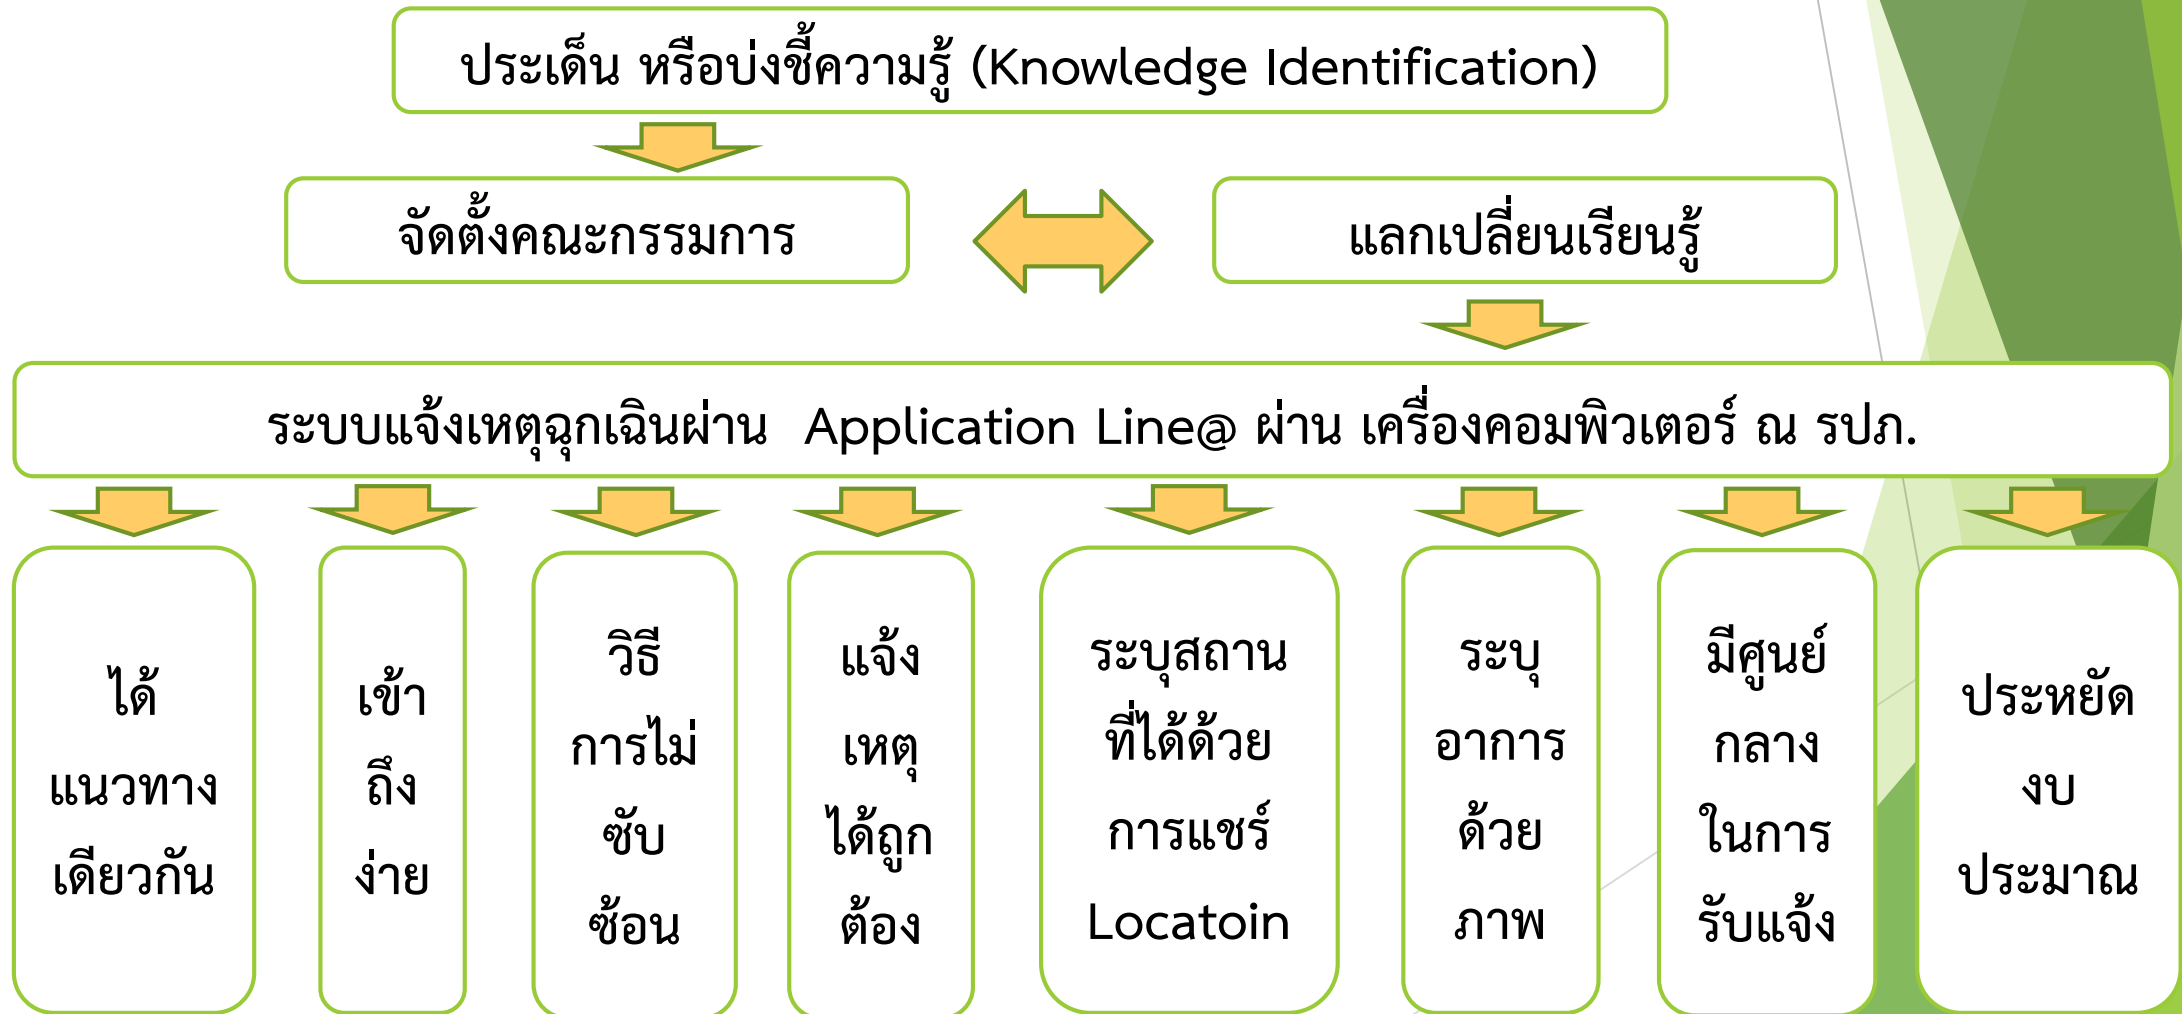 ประเด็น หรือบ่งชี้ความรู้ (Knowledge Identification)
จัดตั้งคณะกรรมการ
แลกเปลี่ยนเรียนรู้
ระบบแจ้งเหตุฉุกเฉินผ่าน Application Line@ ผ่าน เครื่องคอมพิวเตอร์ ณ รปภ.
ได้
แนวทาง
เดียวกัน
เข้า
ถึง
ง่าย
วิธี
การไม่
ซับ
ซ้อน
แจ้ง
เหตุ
ได้ถูก
ต้อง
ระบุสถาน
ที่ได้ด้วย
การแชร์
Locatoin
ระบุ
อาการ
ด้วย
ภาพ
มีศูนย์
กลาง
ในการ
รับแจ้ง
ประหยัด
งบ
ประมาณ